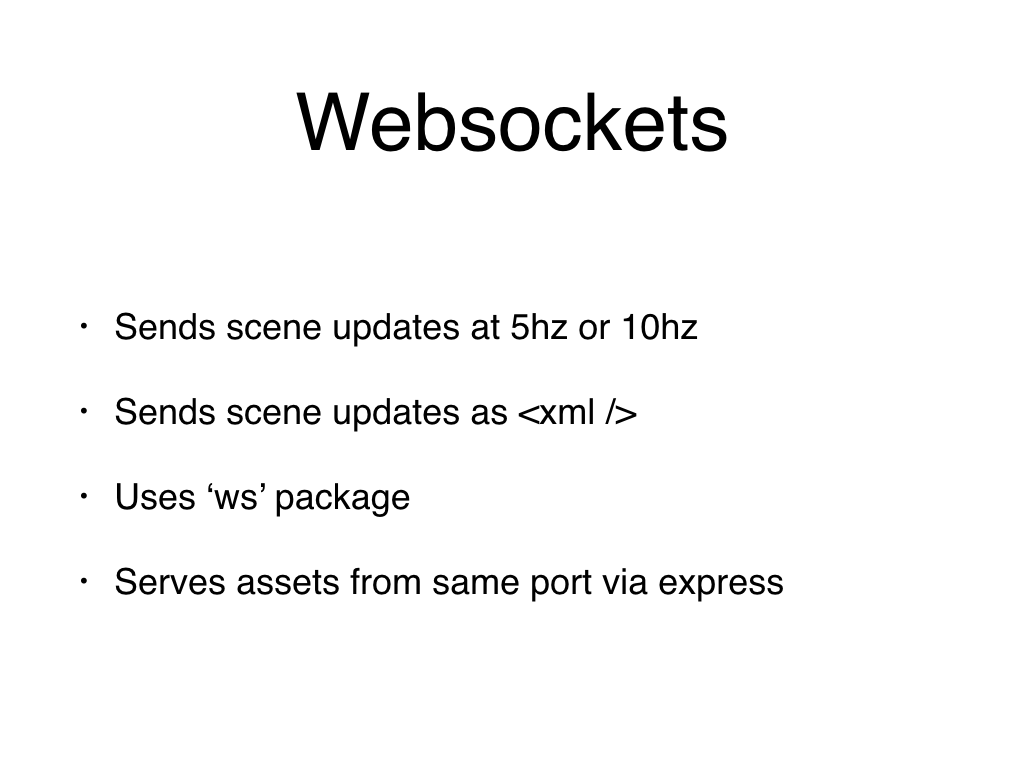 Websockets
• Sends scene updates at 5hz or 10hz
• Sends scene updates as <xml />
• Uses ‘ws’ package
• Serves assets from same port via express